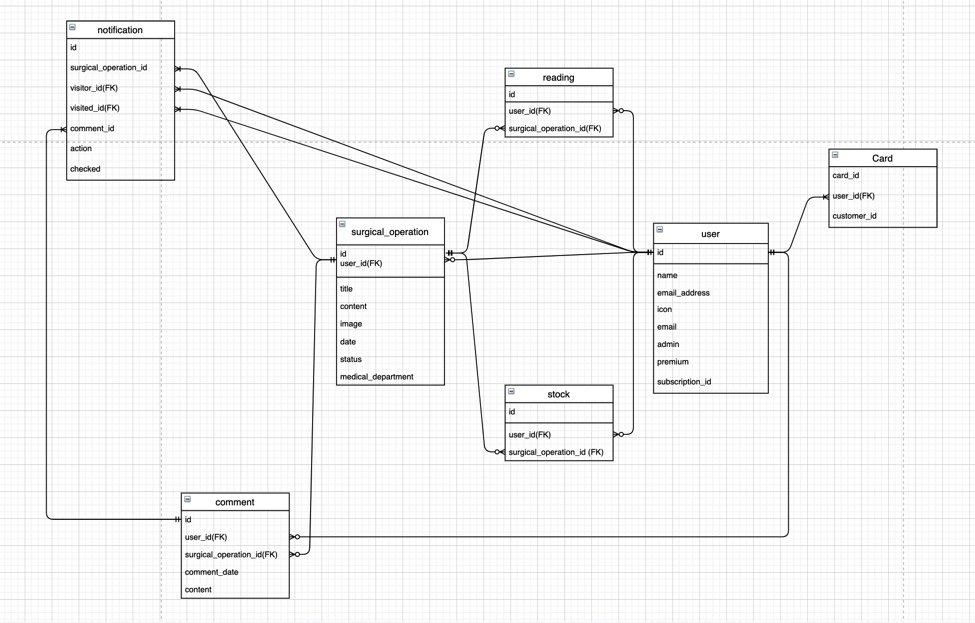 notification
id
surgical_operation_id
visitor_id(FK)
visited_id(FK)
comment_id
action
checked
reading
id
user_id(FK)
surgical_operation_id(FK)
Card
card_id
user_id(FK)
customer_id
surgical_operation
id
user_id(FK)
title
content
image
date
status
medical_department
user
id
name
email_address
icon
email
admin
premium
subscription_id
stock
id
user_id(FK)
surgical_operation_id (FK)
comment
id
user_id(FK)
surgical_operation_id(FK)
comment_date
content